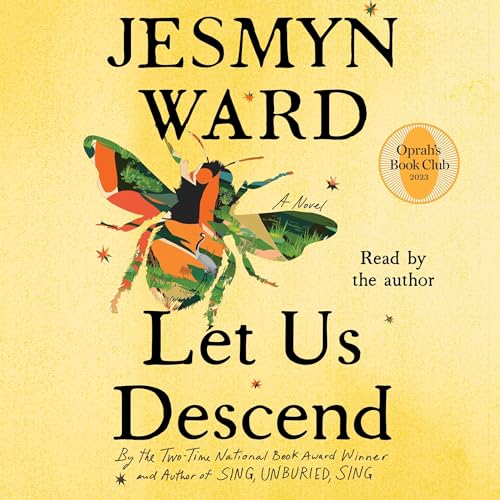 JESMYN
WARD
Oprah's
Book Club
2023
A Novel
Read by
the author
Let Us
Descend
By the Two-Time National Book Award Winner
and Author of SING, UNBURIED, SING